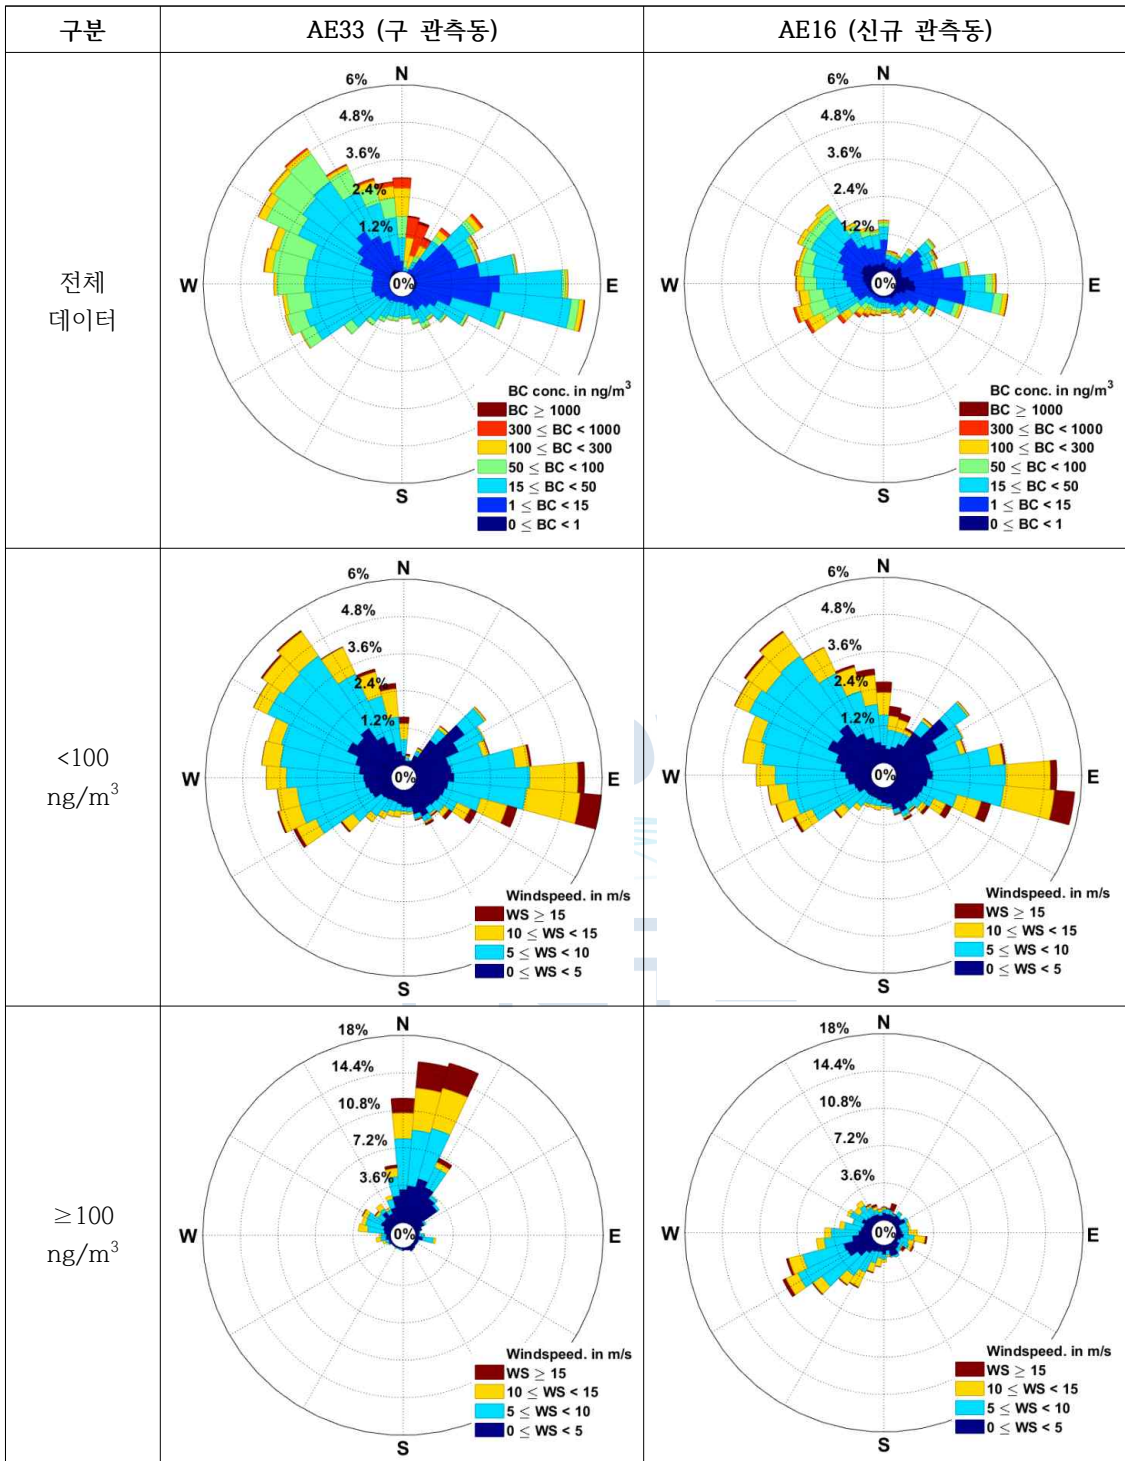 구분
AE33 (구 관측동)
AE16 (신규 관측동)
전체
데이터
N
6%
4.8%
3.6%
2.4%
1.2%
0%
W
E
S
BC conc. in ng/m³
BC ≥ 1000
300 ≤ BC < 1000
100 ≤ BC < 300
50 ≤ BC < 100
15 ≤ BC < 50
1 ≤ BC < 15
0 ≤ BC < 1
N
6%
4.8%
3.6%
2.4%
1.2%
0%
W
E
S
BC conc. in ng/m³
BC ≥ 1000
300 ≤ BC < 1000
100 ≤ BC < 300
50 ≤ BC < 100
15 ≤ BC < 50
1 ≤ BC < 15
0 ≤ BC < 1
<100
ng/m³
N
6%
4.8%
3.6%
2.4%
1.2%
0%
W
E
S
Windspeed. in m/s
WS ≥ 15
10 ≤ WS < 15
5 ≤ WS < 10
0 ≤ WS < 5
N
6%
4.8%
3.6%
2.4%
1.2%
0%
W
E
S
Windspeed. in m/s
WS ≥ 15
10 ≤ WS < 15
5 ≤ WS < 10
0 ≤ WS < 5
≥100
ng/m³
N
18%
14.4%
10.8%
7.2%
3.6%
0%
W
E
S
Windspeed. in m/s
WS ≥ 15
10 ≤ WS < 15
5 ≤ WS < 10
0 ≤ WS < 5
N
18%
14.4%
10.8%
7.2%
3.6%
0%
W
E
S
Windspeed. in m/s
WS ≥ 15
10 ≤ WS < 15
5 ≤ WS < 10
0 ≤ WS < 5